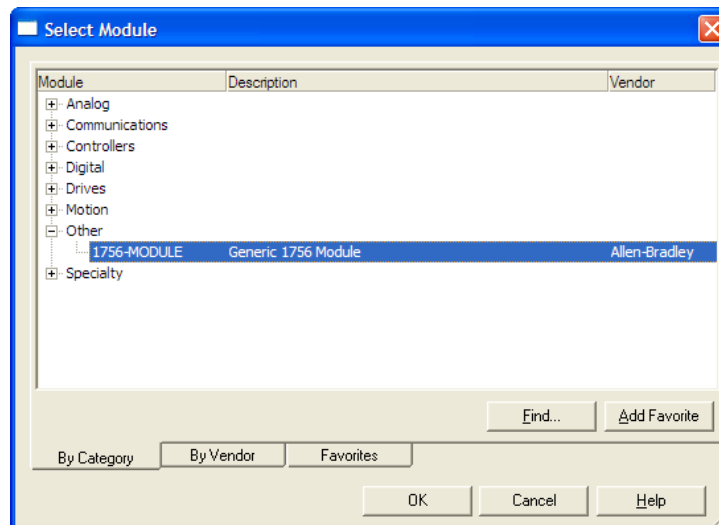 Select Module
Module Description Vendor
Analog
Communications
Controllers
Digital
Drives
Motion
Other
1756-MODULE Generic 1756 Module Allen-Bradley
Specialty
Find... Add Favorite
By Category By Vendor Favorites
OK Cancel Help